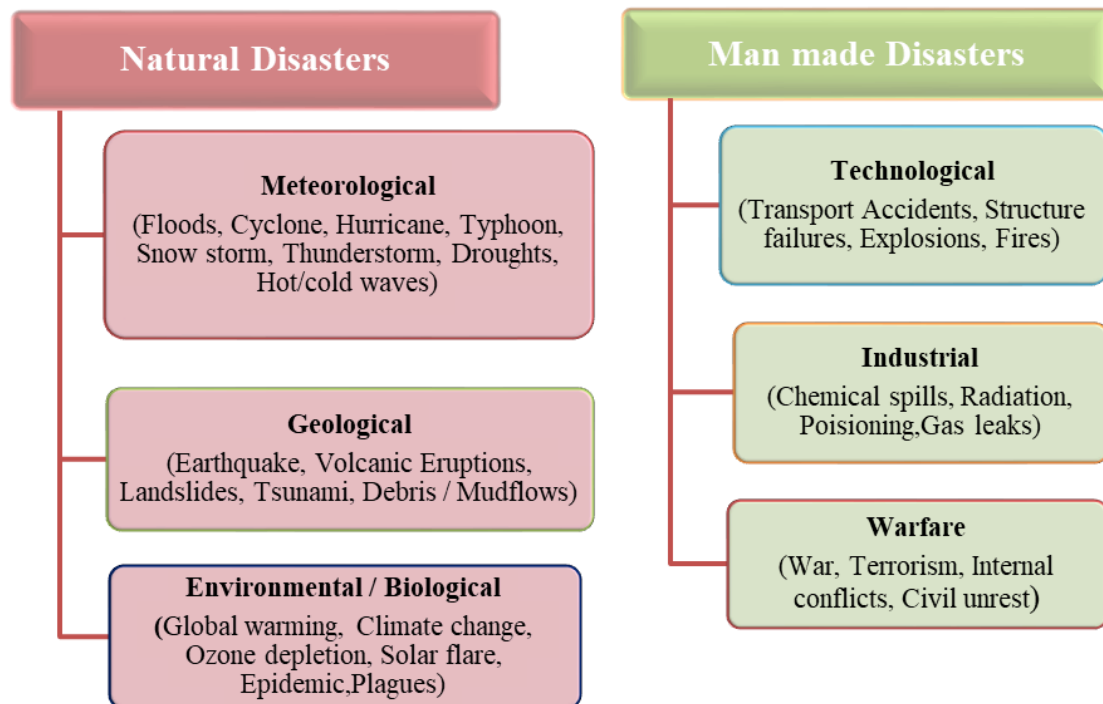 Natural Disasters
Meteorological
(Floods, Cyclone, Hurricane, Typhoon,
Snow storm, Thunderstorm, Droughts,
Hot/cold waves)
Geological
(Earthquake, Volcanic Eruptions,
Landslides, Tsunami, Debris / Mudflows)
Environmental / Biological
(Global warming, Climate change,
Ozone depletion, Solar flare,
Epidemic,Plagues)
Man made Disasters
Technological
(Transport Accidents, Structure
failures, Explosions, Fires)
Industrial
(Chemical spills, Radiation,
Poisioning,Gas leaks)
Warfare
(War, Terrorism, Internal
conflicts, Civil unrest)